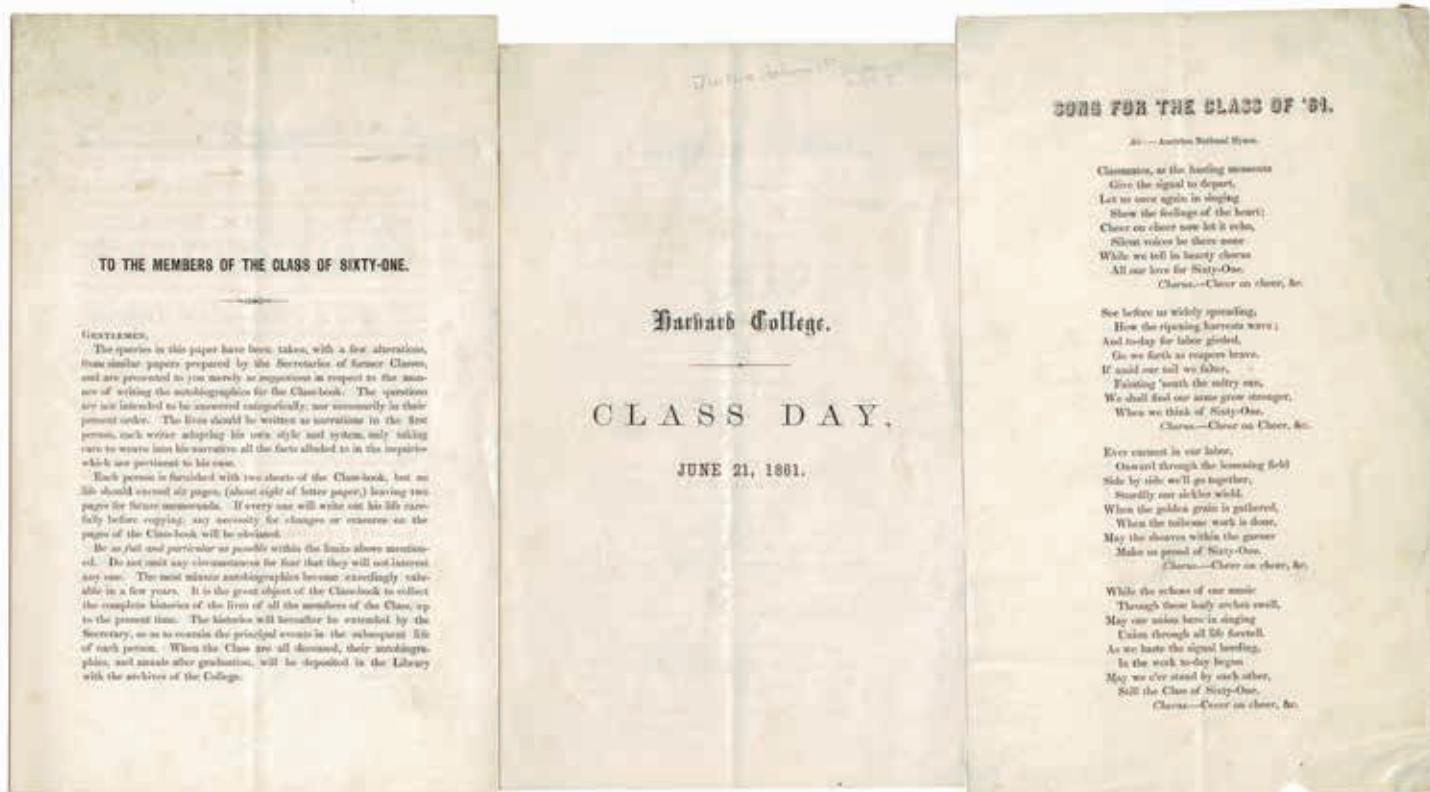 TO THE MEMBERS OF THE CLASS OF SIXTY-ONE.
GENTLEMEN,
The queries in this paper have been taken, with a few alterations,
from similar papers prepared by the Secretaries of former Classes,
and are presented to you merely as suggestions in respect to the man-
ner of writing the autobiographies for the Class-book. The questions
are not intended to be answered categorically, nor necessarily in their
present order. The lives should be written as narrations in the first
person, each writer adopting his own style and system, only taking
care to weave into his narrative all the facts alluded to in the inquiries
which are pertinent to his case.
Each person is furnished with two sheets of the Class-book, but no
life should exceed six pages, (about eight of letter paper,) leaving two
pages for future memoranda. If every one will write out his life care-
fully before copying, any necessity for changes or erasures on the
pages of the Class-book will be obviated.
Be as full and particular as possible within the limits above mention-
ed. Do not omit any circumstances for fear that they will not interest
any one. The most minute autobiographies become exceedingly valu-
able in a few years. It is the great object of the Class-book to collect
the complete histories of the lives of all the members of the Class, up
to the present time. The histories will hereafter be extended by the
Secretary, so as to contain the principal events in the subsequent life
of each person. When the Class are all deceased, their autobiogra-
phies, and annals after graduation, will be deposited in the Library
with the archives of the College.
Harvard College.
CLASS DAY,
JUNE 21, 1861.
SONG FOR THE CLASS OF '61.
Air—Austrian National Hymn.
Classmates, as the hasting moments
Give the signal to depart,
Let us once again in singing
Show the feelings of the heart;
Cheer on cheer now let it echo,
Silent voices be there none
While we tell in hearty chorus
All our love for Sixty-One.
Chorus.—Cheer on cheer, &c.
See before us widely spreading,
How the ripening harvests wave;
And to-day for labor girded,
Go we forth as reapers brave.
If amid our toil we falter,
Fainting 'neath the sultry sun,
We shall find our arms grow stronger,
When we think of Sixty-One.
Chorus.—Cheer on Cheer, &c.
Ever earnest in our labor,
Onward through the lessening field
Side by side we'll go together,
Sturdily our sickles wield.
When the golden grain is gathered,
When the toilsome work is done,
May the sheaves within the garner
Make us proud of Sixty-One.
Chorus.—Cheer on cheer, &c.
While the echoes of our music
Through these leafy arches swell,
May our union here in singing
Union through all life foretell.
As we haste the signal heeding,
In the work to-day begun
May we e'er stand by each other,
Still the Class of Sixty-One.
Chorus.—Cheer on cheer, &c.